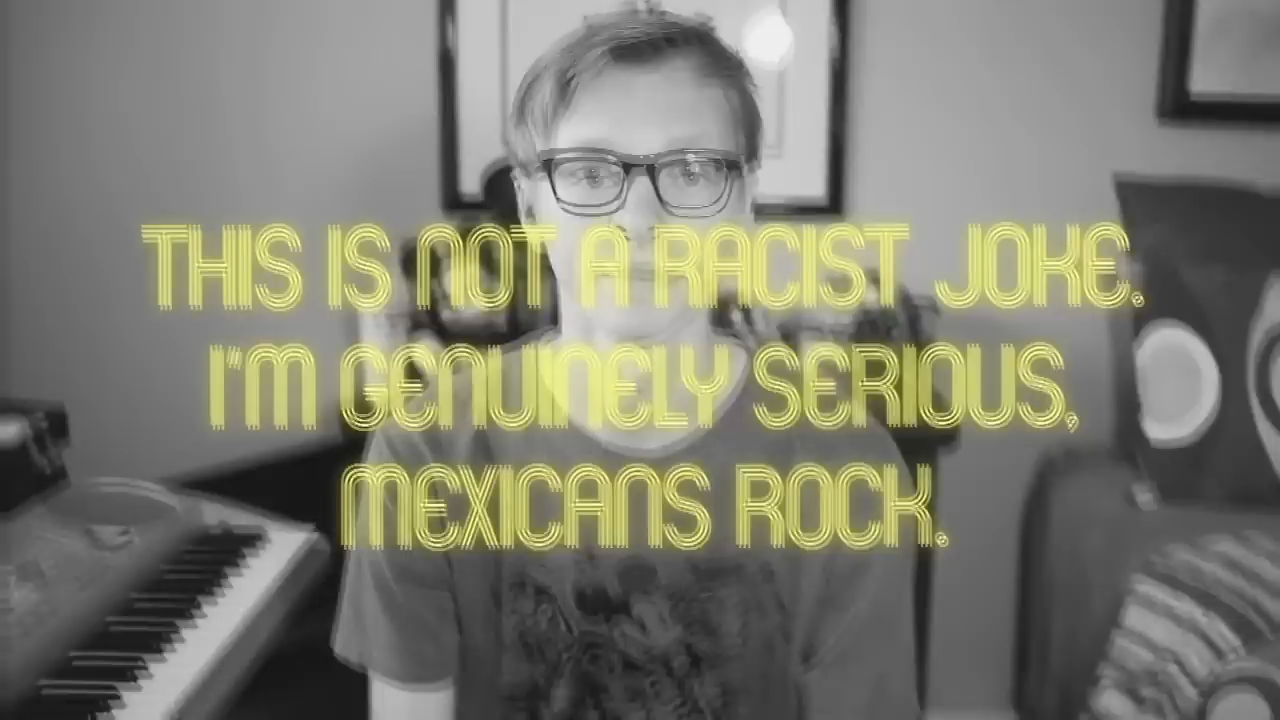 THIS IS NOT A RACIST JOKE.
I'M GENUINELY SERIOUS,
MEXICANS ROCK.